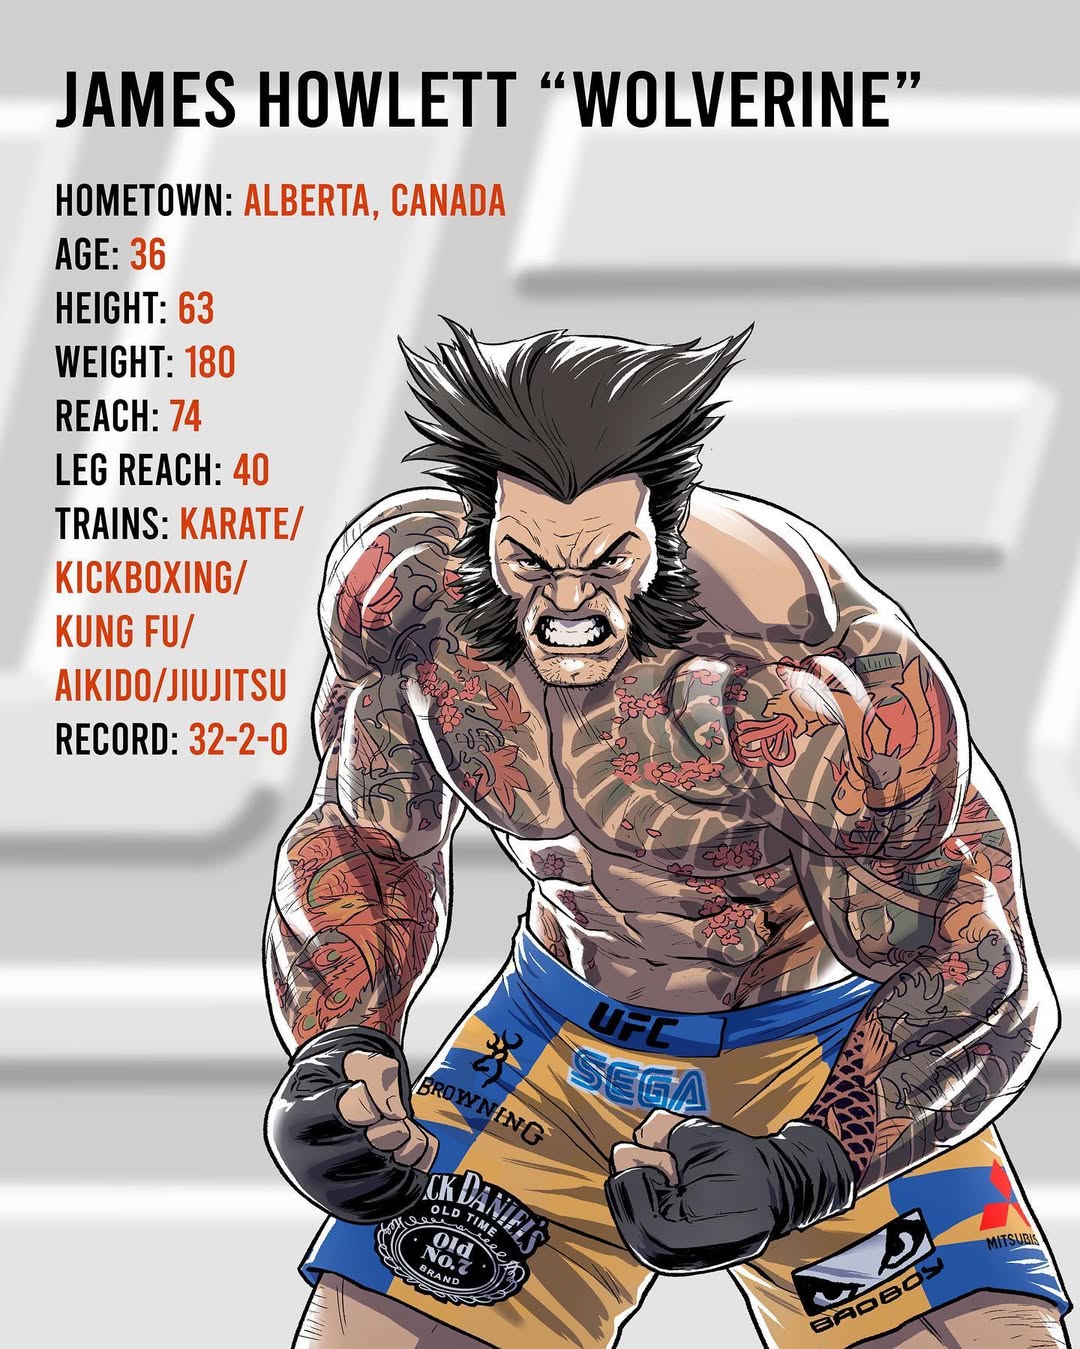 JAMES HOWLETT “WOLVERINE”
HOMETOWN: ALBERTA, CANADA
AGE: 36
HEIGHT: 63
WEIGHT: 180
REACH: 74
LEG REACH: 40
TRAINS: KARATE/
KICKBOXING/
KUNG FU/
AIKIDO/JIUJITSU
RECORD: 32-2-0
UFC
SEGA
BROWNING
CK DANIEL'S
OLD TIME
Old
No.7
BRAND
MITSUBIS
BADBOY